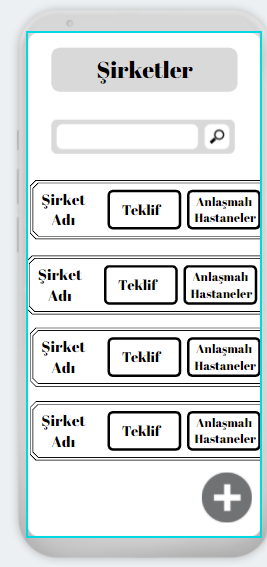 Şirketler
Şirket
Adı
Teklif
Anlaşmalı
Hastaneler
Şirket
Adı
Teklif
Anlaşmalı
Hastaneler
Şirket
Adı
Teklif
Anlaşmalı
Hastaneler
Şirket
Adı
Teklif
Anlaşmalı
Hastaneler